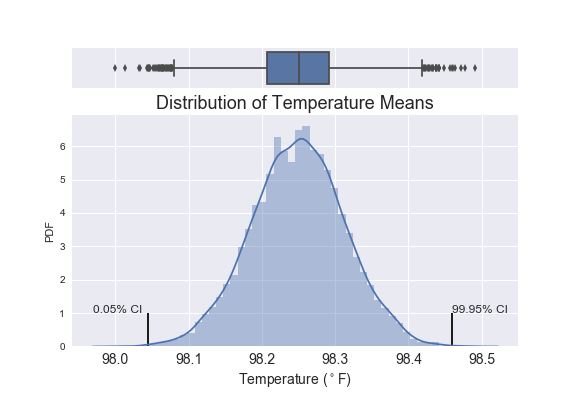 Distribution of Temperature Means
6
5
4
3
2
1
0
PDF
0.05% CI
99.95% CI
98.0 98.1 98.2 98.3 98.4 98.5
Temperature (°F)